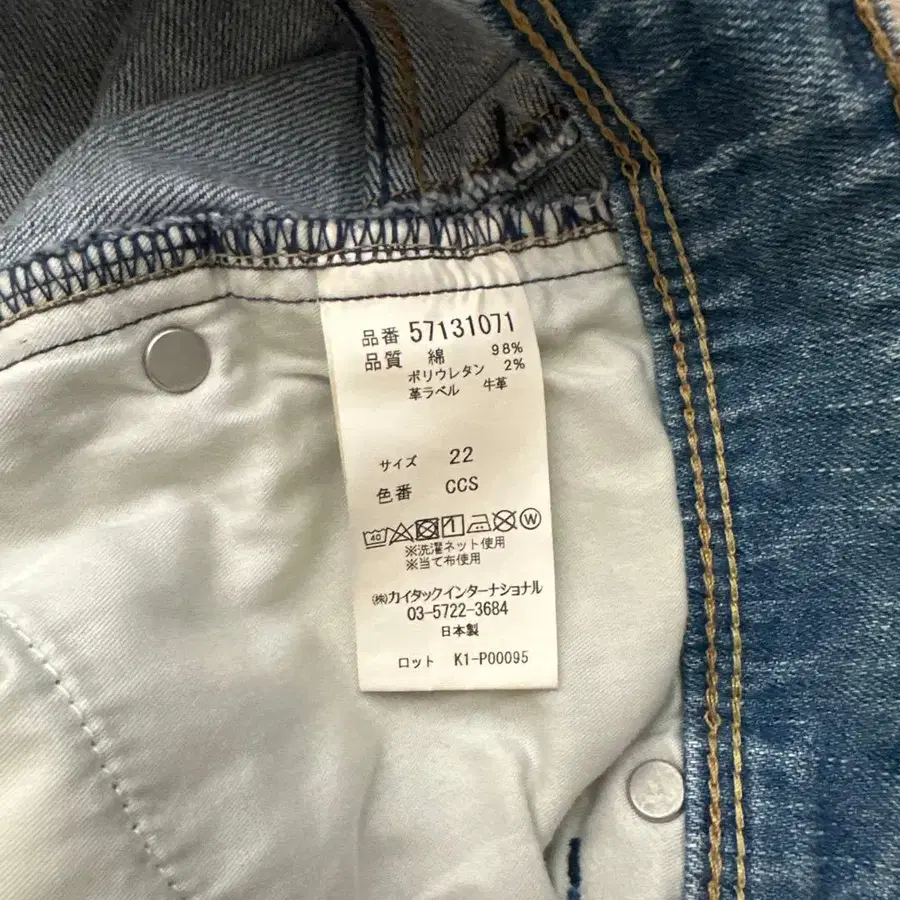 品番 57131071
品質 綿 98%
ポリウレタン 2%
革ラベル 牛革
サイズ 22
色番 CCS
40 1 W
※洗濯ネット使用
※当て布使用
㈱カイタックインターナショナル
03-5722-3684
日本製
ロット K1-P00095